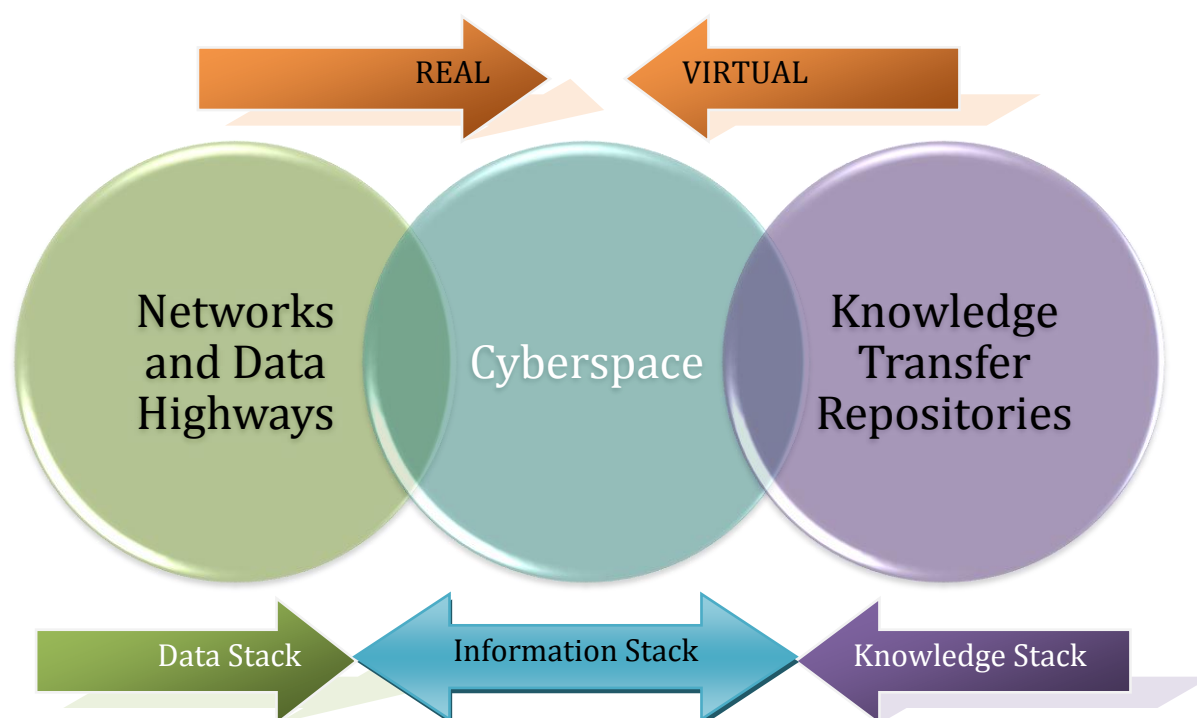 REAL
VIRTUAL
Networks
and Data
Highways
Cyberspace
Knowledge
Transfer
Repositories
Data Stack
Information Stack
Knowledge Stack